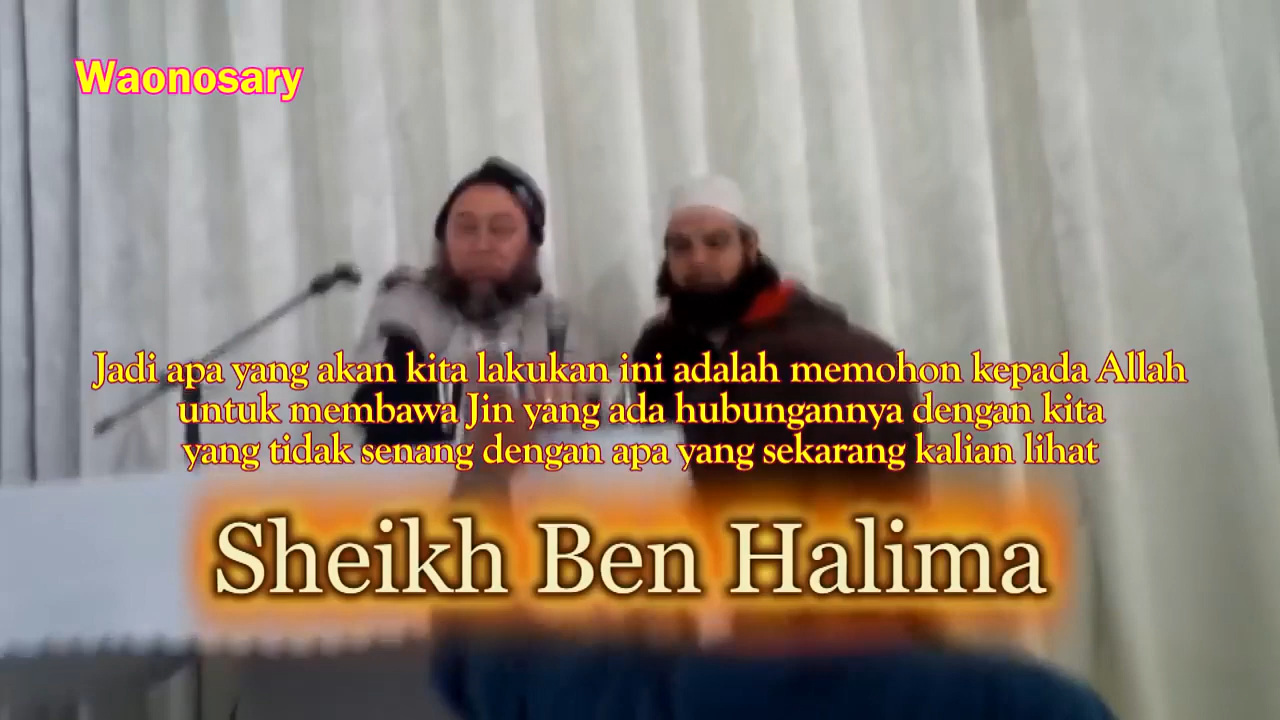 Waonosary
Jadi apa yang akan kita lakukan ini adalah memohon kepada Allah
untuk membawa Jin yang ada hubungannya dengan kita
yang tidak senang dengan apa yang sekarang kalian lihat
Sheikh Ben Halima